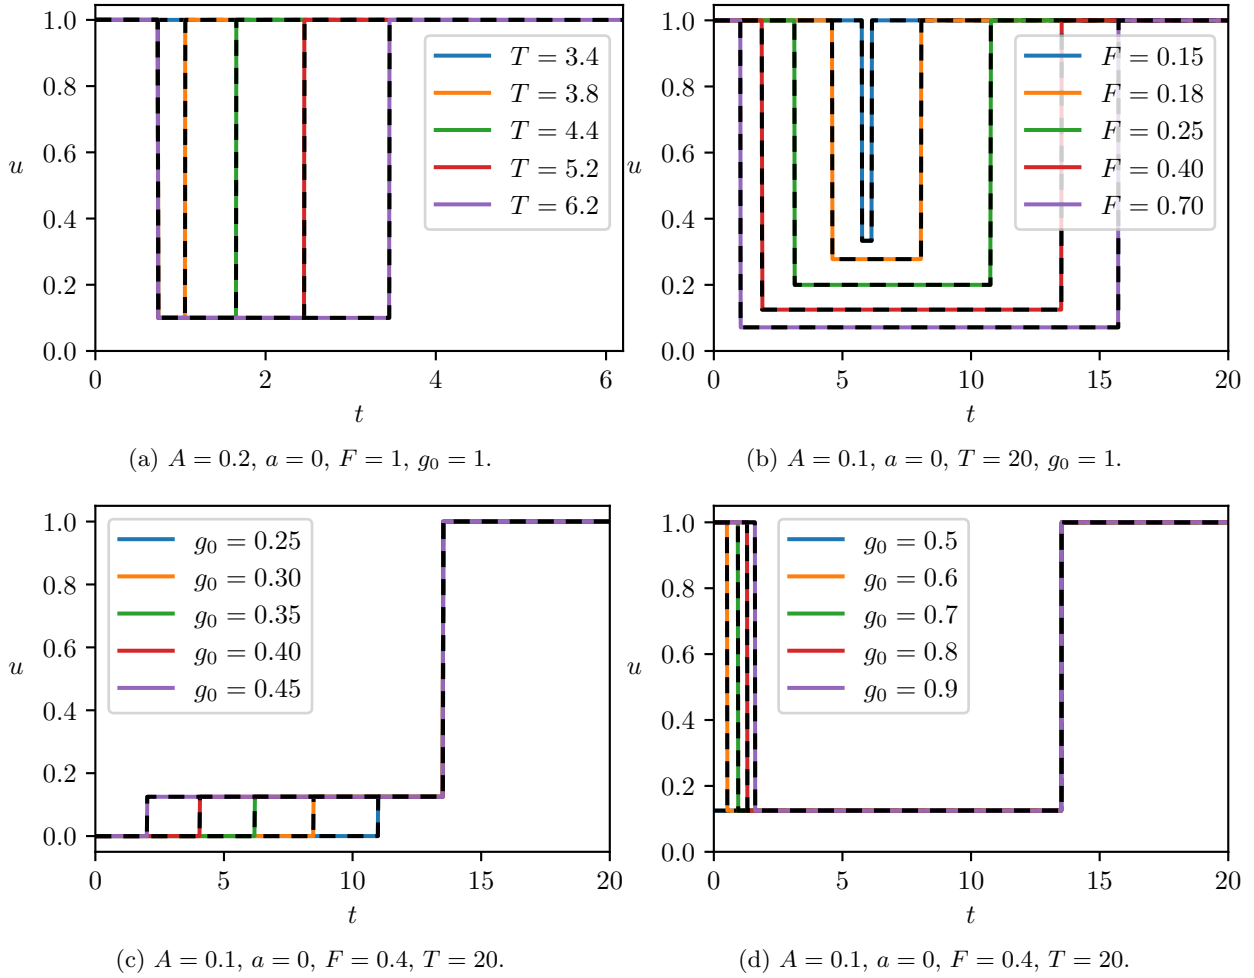 1.0
0.8
0.6
0.4
0.2
0.0
u
0 2 4 6
t
T = 3.4
T = 3.8
T = 4.4
T = 5.2
T = 6.2
(a) A = 0.2, a = 0, F = 1, g₀ = 1.
1.0
0.8
0.6
0.4
0.2
0.0
u
0 5 10 15 20
t
F = 0.15
F = 0.18
F = 0.25
F = 0.40
F = 0.70
(b) A = 0.1, a = 0, T = 20, g₀ = 1.
1.0
0.8
0.6
0.4
0.2
0.0
u
0 5 10 15 20
t
g₀ = 0.25
g₀ = 0.30
g₀ = 0.35
g₀ = 0.40
g₀ = 0.45
(c) A = 0.1, a = 0, F = 0.4, T = 20.
1.0
0.8
0.6
0.4
0.2
0.0
u
0 5 10 15 20
t
g₀ = 0.5
g₀ = 0.6
g₀ = 0.7
g₀ = 0.8
g₀ = 0.9
(d) A = 0.1, a = 0, F = 0.4, T = 20.